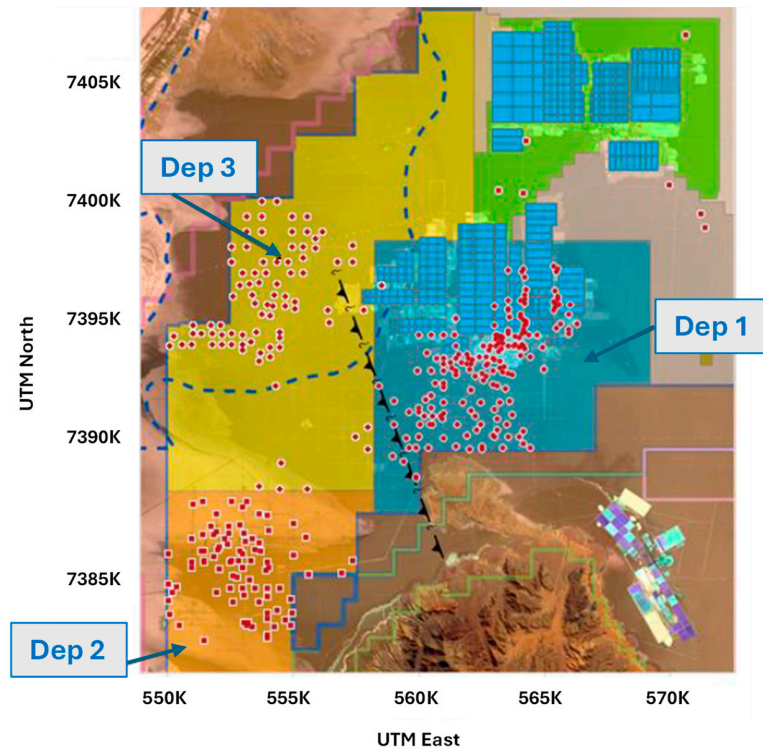 7405K
Dep 3
7400K
7395K
Dep 1
UTM North
7390K
7385K
Dep 2
550K 555K 560K 565K 570K
UTM East